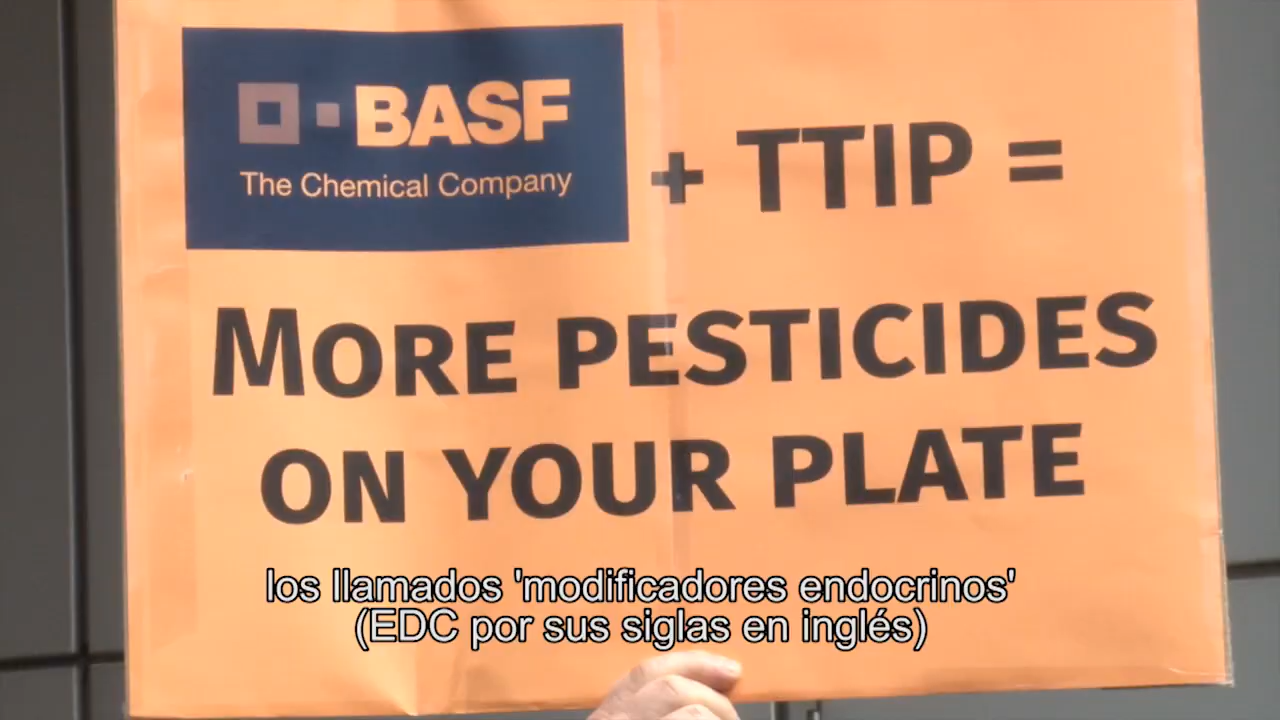 BASF
The Chemical Company
+ TTIP =
MORE PESTICIDES
ON YOUR PLATE
los llamados 'modificadores endocrinos'
(EDC por sus siglas en inglés)